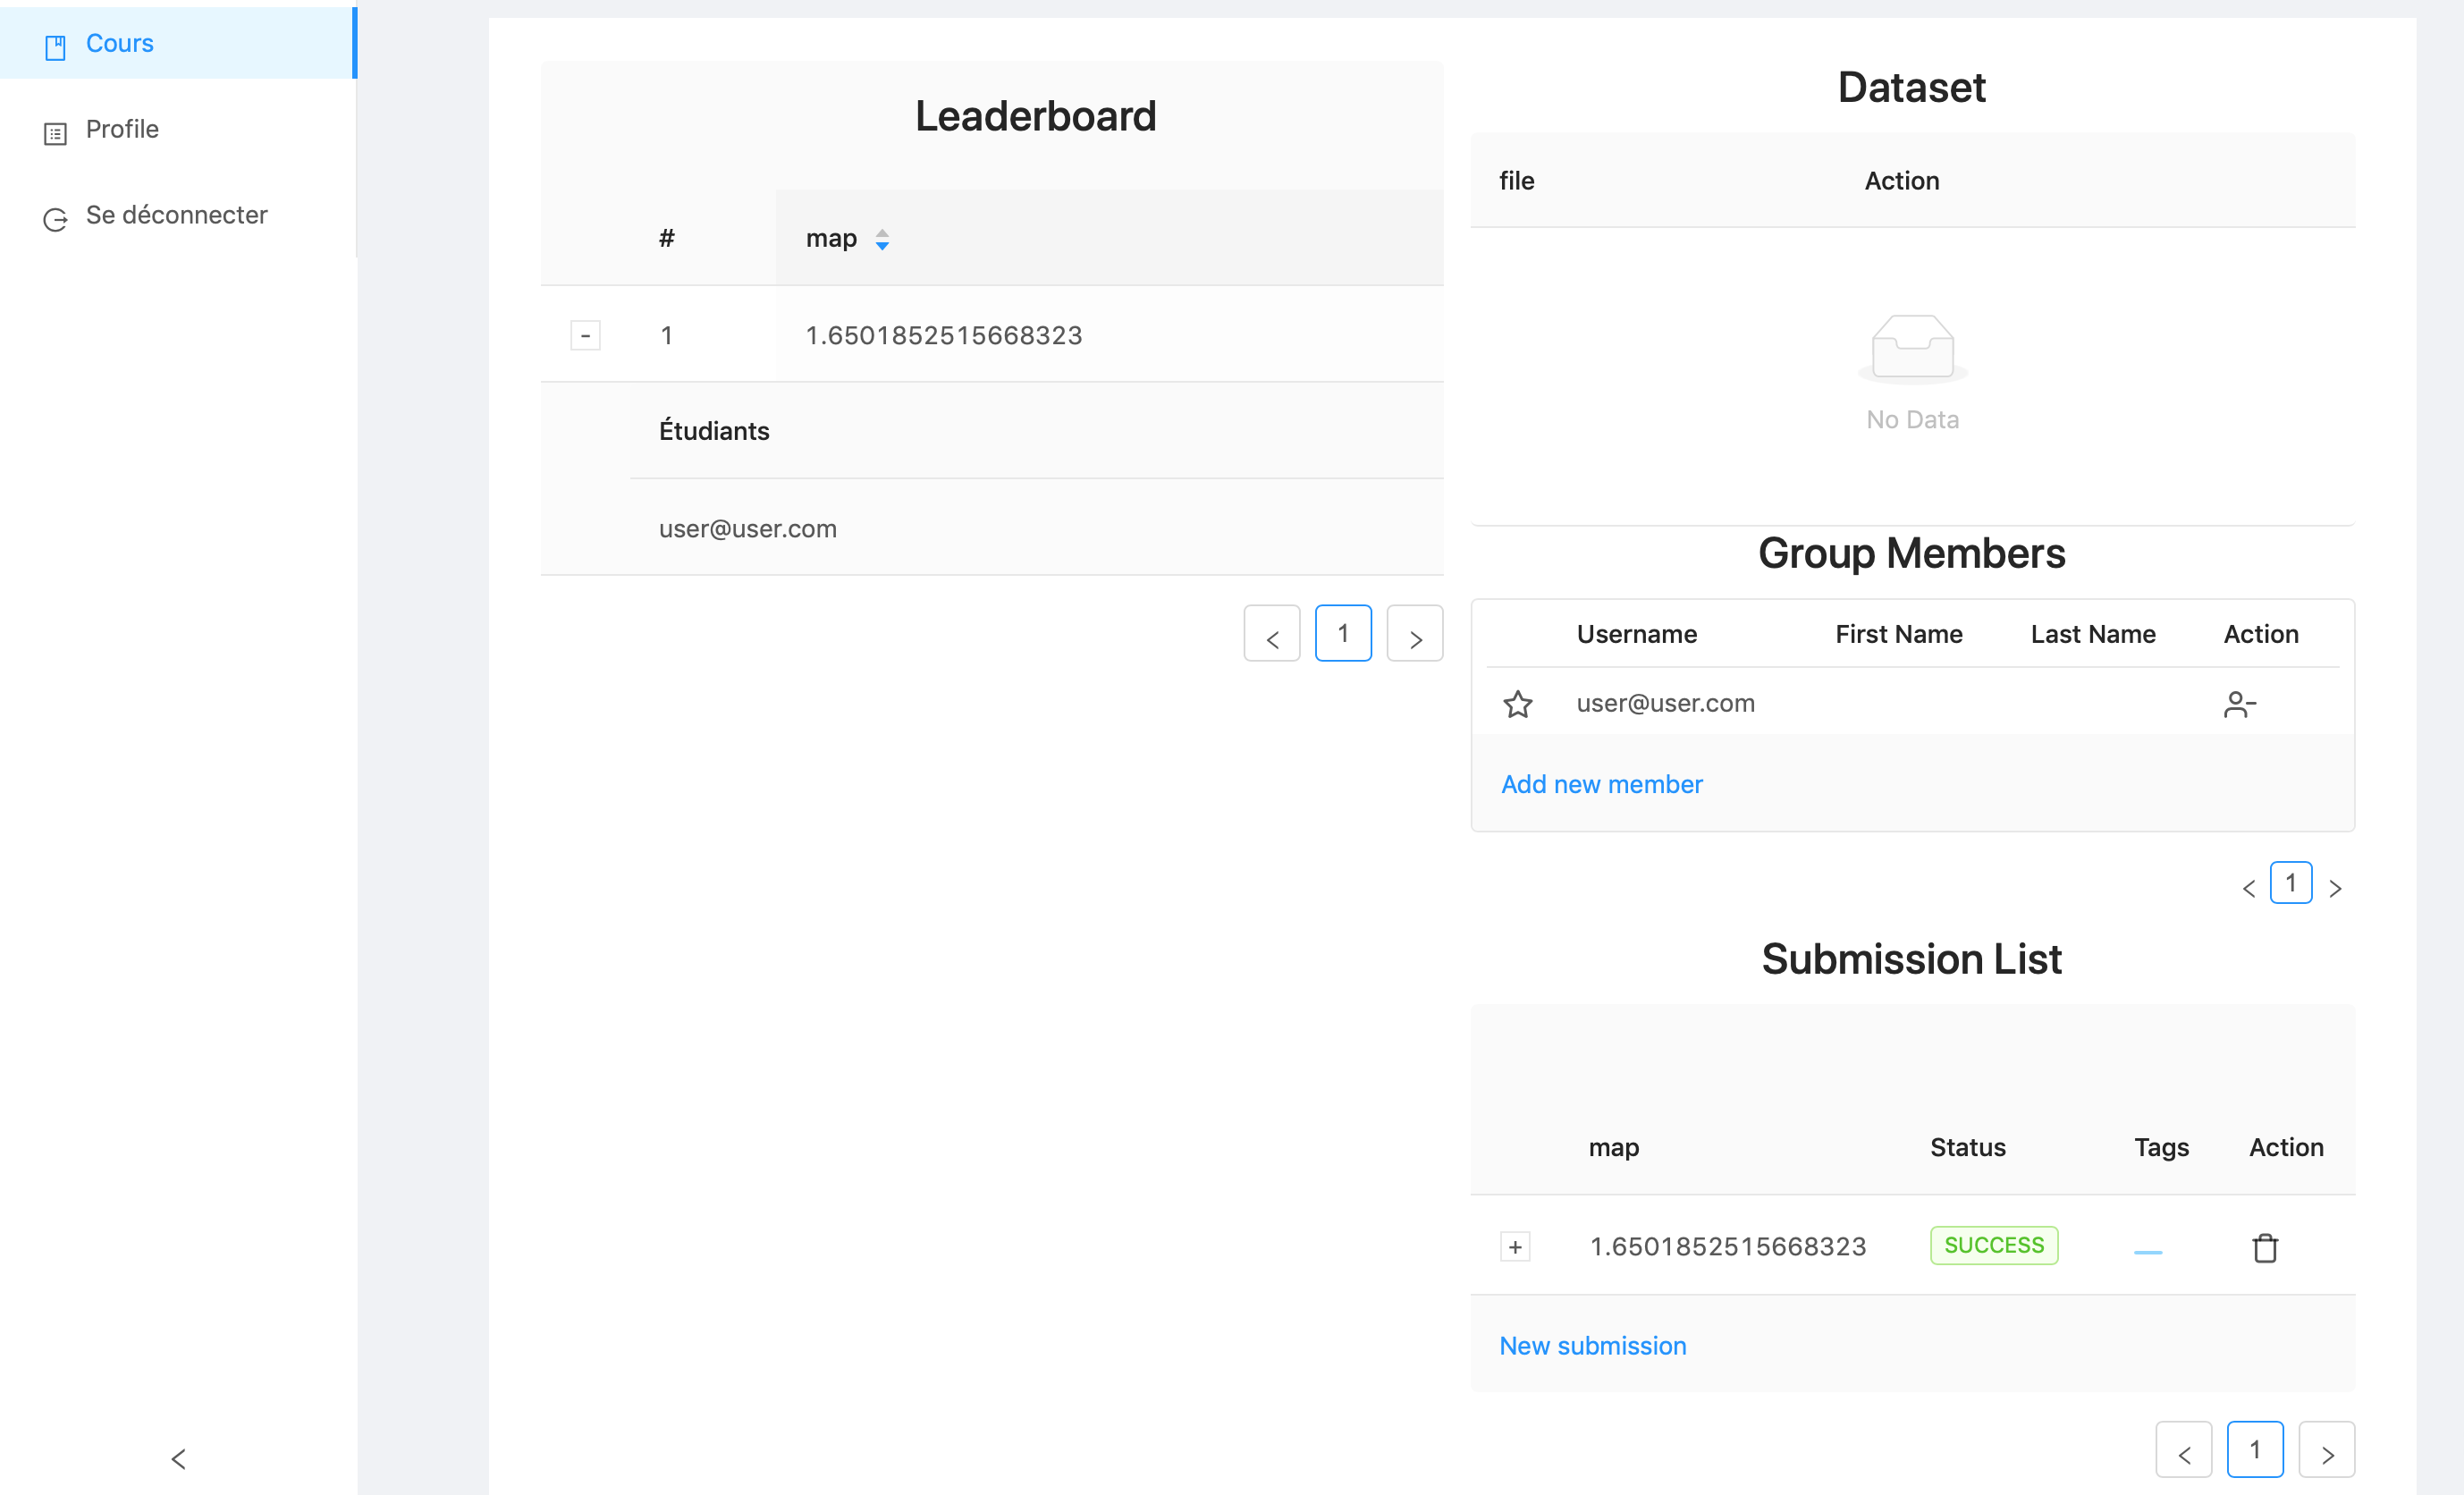 Cours
Profile
Se déconnecter
Leaderboard
# map
- 1 1.6501852515668323
Étudiants
user@user.com
< 1 >
Dataset
file Action
No Data
Group Members
Username First Name Last Name Action
user@user.com
Add new member
< 1 >
Submission List
map Status Tags Action
+ 1.6501852515668323 SUCCESS
New submission
< 1 >
<